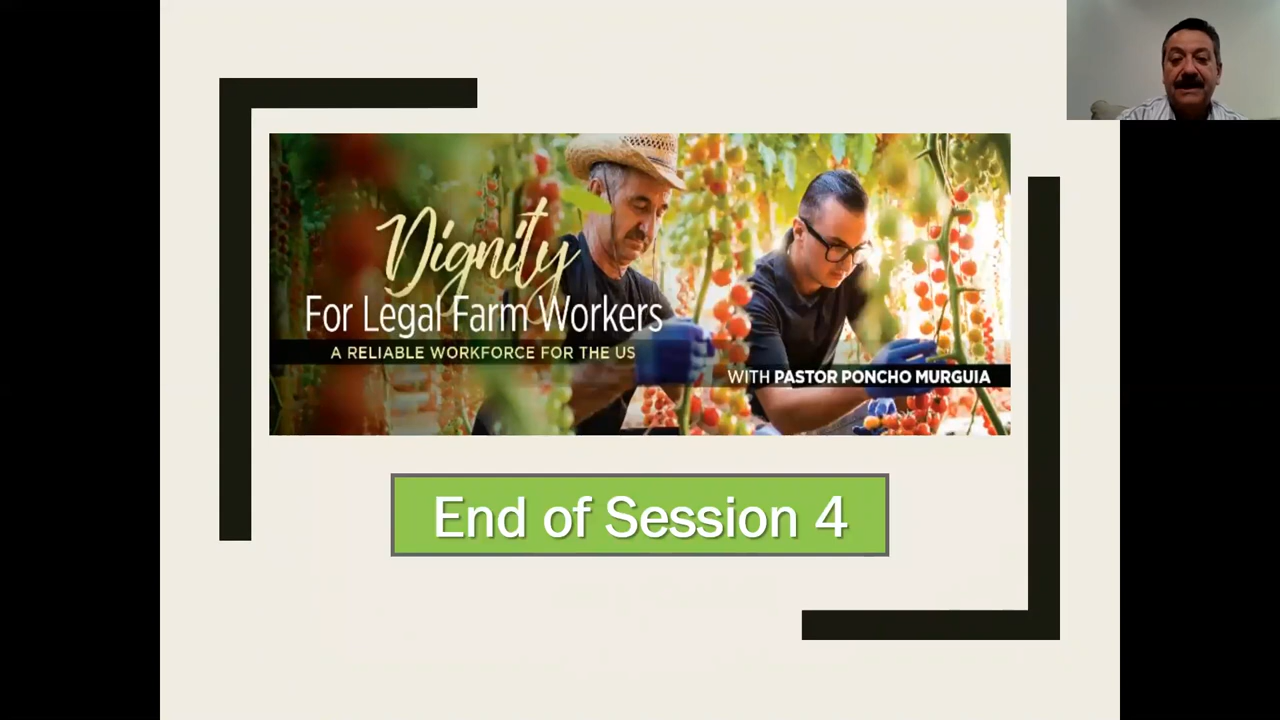 Dignity
For Legal Farm Workers
A RELIABLE WORKFORCE FOR THE US
WITH PASTOR PONCHO MURGUIA
End of Session 4